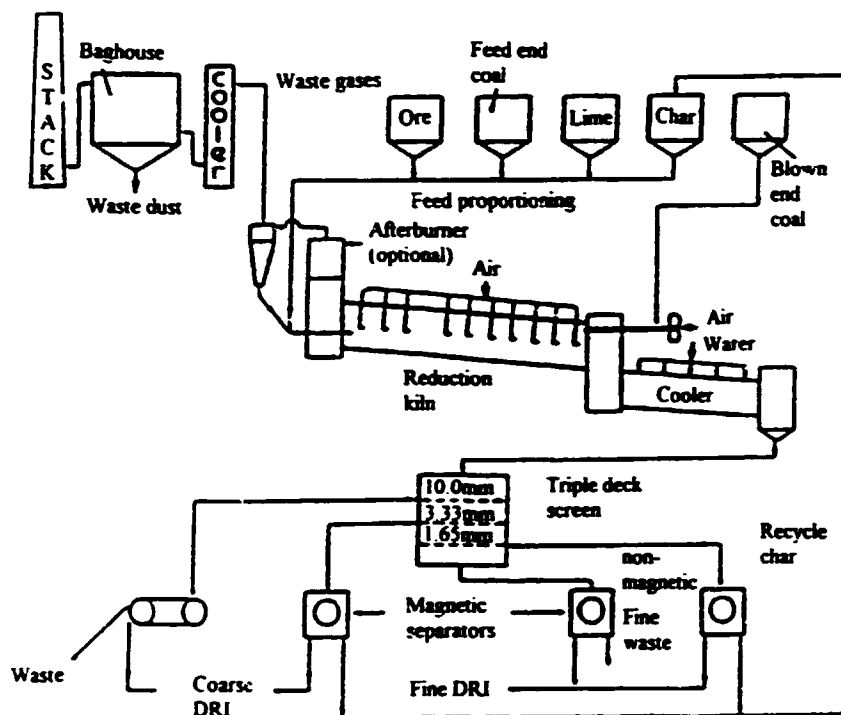 STACK
Baghouse
Cooler
Waste gases
Feed end
coal
Ore
Lime
Char
Blown
end
coal
Waste dust
Feed proportioning
Afterburner
(optional)
Air
Air
Water
Reduction
kiln
Cooler
10.0mm
3.33mm
1.65mm
Triple deck
screen
Recycle
char
non-
magnetic
Magnetic
separators
Fine
waste
Waste
Coarse
DRI
Fine DRI